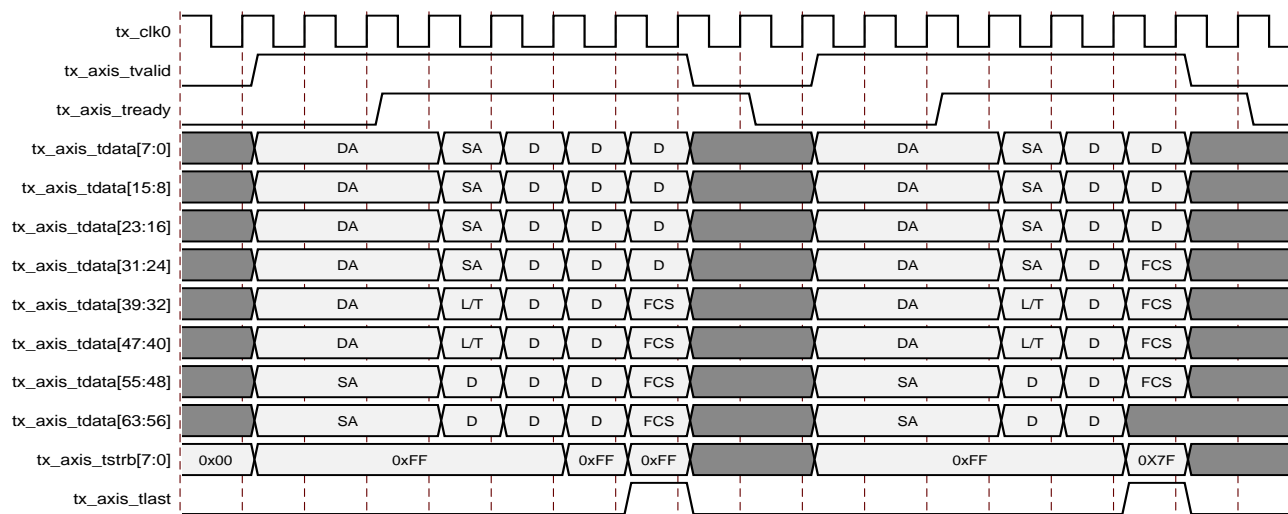 tx_clk0
tx_axis_tvalid
tx_axis_tready
tx_axis_tdata[7:0] DA SA D D D DA SA D D
tx_axis_tdata[15:8] DA SA D D D DA SA D D
tx_axis_tdata[23:16] DA SA D D D DA SA D D
tx_axis_tdata[31:24] DA SA D D D DA SA D FCS
tx_axis_tdata[39:32] DA L/T D D FCS DA L/T D FCS
tx_axis_tdata[47:40] DA L/T D D FCS DA L/T D FCS
tx_axis_tdata[55:48] SA D D D FCS SA D D FCS
tx_axis_tdata[63:56] SA D D D FCS SA D D
tx_axis_tstrb[7:0] 0x00 0xFF 0xFF 0xFF 0xFF 0X7F
tx_axis_tlast